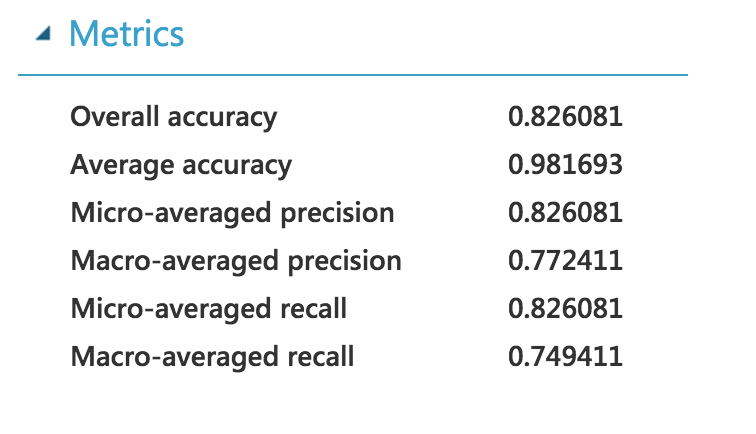 Metrics
Overall accuracy 0.826081
Average accuracy 0.981693
Micro-averaged precision 0.826081
Macro-averaged precision 0.772411
Micro-averaged recall 0.826081
Macro-averaged recall 0.749411